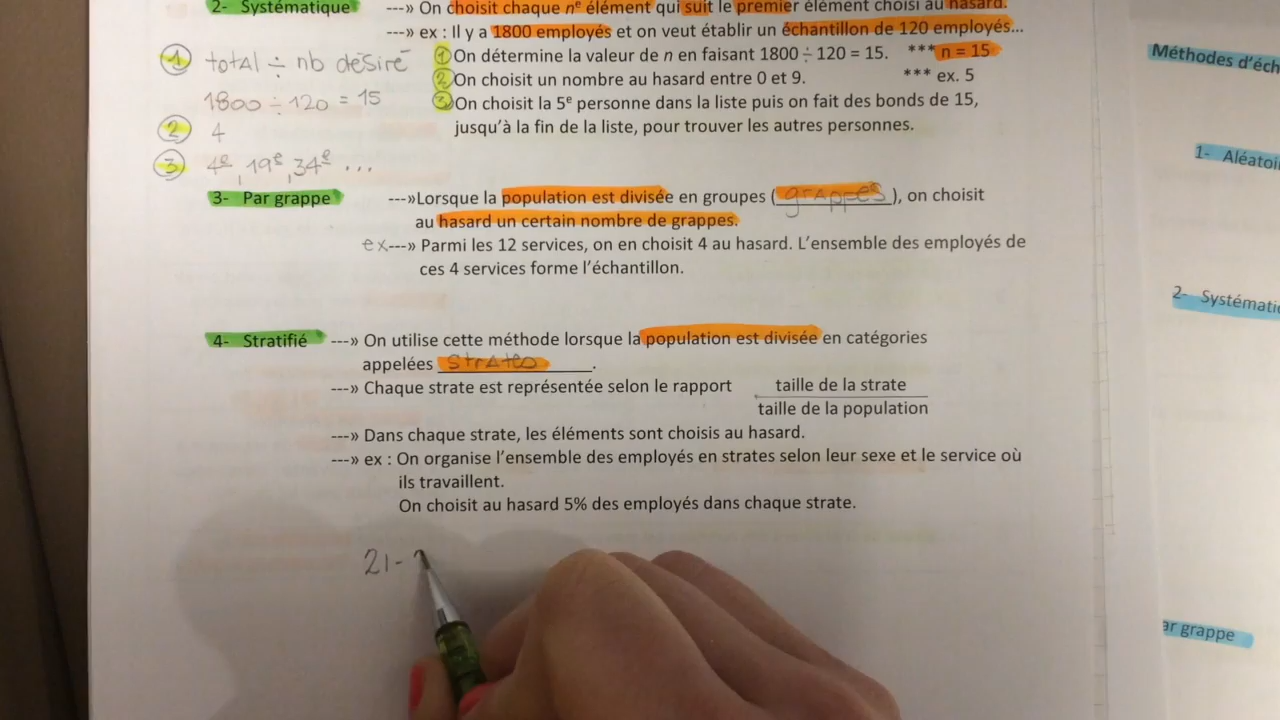 2- Systématique ---» On choisit chaque nᵉ élément qui suit le premier élément choisi au hasard.
---» ex : Il y a 1800 employés et on veut établir un échantillon de 120 employés...
① total ÷ nb désiré ① On détermine la valeur de n en faisant 1800 ÷ 120 = 15. *** n = 15
1800 ÷ 120 = 15 ② On choisit un nombre au hasard entre 0 et 9. *** ex. 5
③ On choisit la 5ᵉ personne dans la liste puis on fait des bonds de 15,
② 4 jusqu'à la fin de la liste, pour trouver les autres personnes.
③ 4ᵉ, 19ᵉ, 34ᵉ ...
3- Par grappe ---»Lorsque la population est divisée en groupes (grappes), on choisit
au hasard un certain nombre de grappes.
ex---» Parmi les 12 services, on en choisit 4 au hasard. L'ensemble des employés de
ces 4 services forme l'échantillon.
4- Stratifié ---» On utilise cette méthode lorsque la population est divisée en catégories
appelées strates.
---» Chaque strate est représentée selon le rapport taille de la strate
taille de la population
---» Dans chaque strate, les éléments sont choisis au hasard.
---» ex : On organise l'ensemble des employés en strates selon leur sexe et le service où
ils travaillent.
On choisit au hasard 5% des employés dans chaque strate.
21-
Méthodes d'éch
1- Aléatoi
2- Systémati
ar grappe